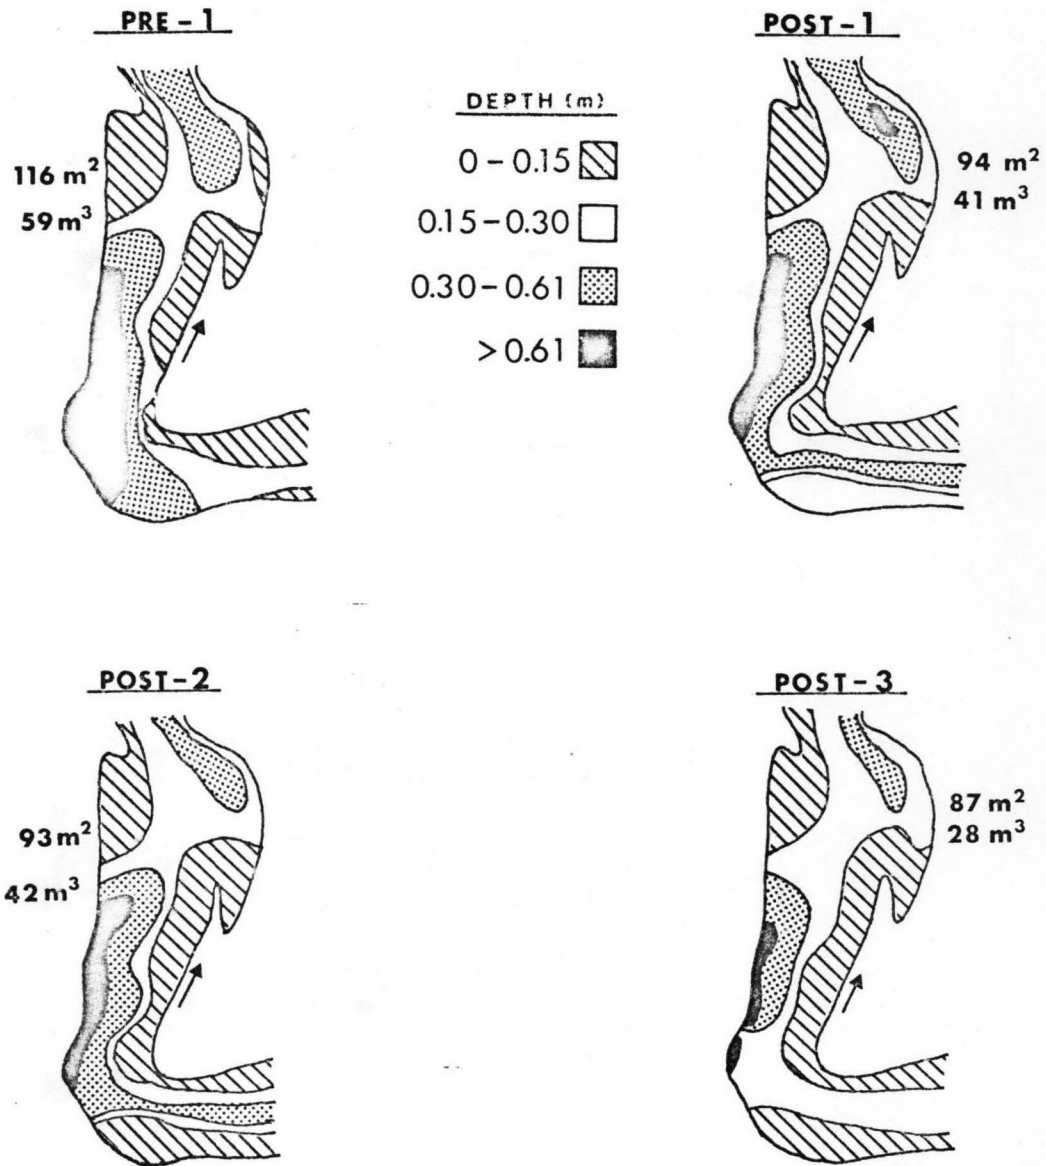 PRE-1
POST-1
DEPTH (m)
0-0.15
0.15-0.30
0.30-0.61
>0.61
116 m²
59 m³
94 m²
41 m³
POST-2
POST-3
93 m²
42 m³
87 m²
28 m³